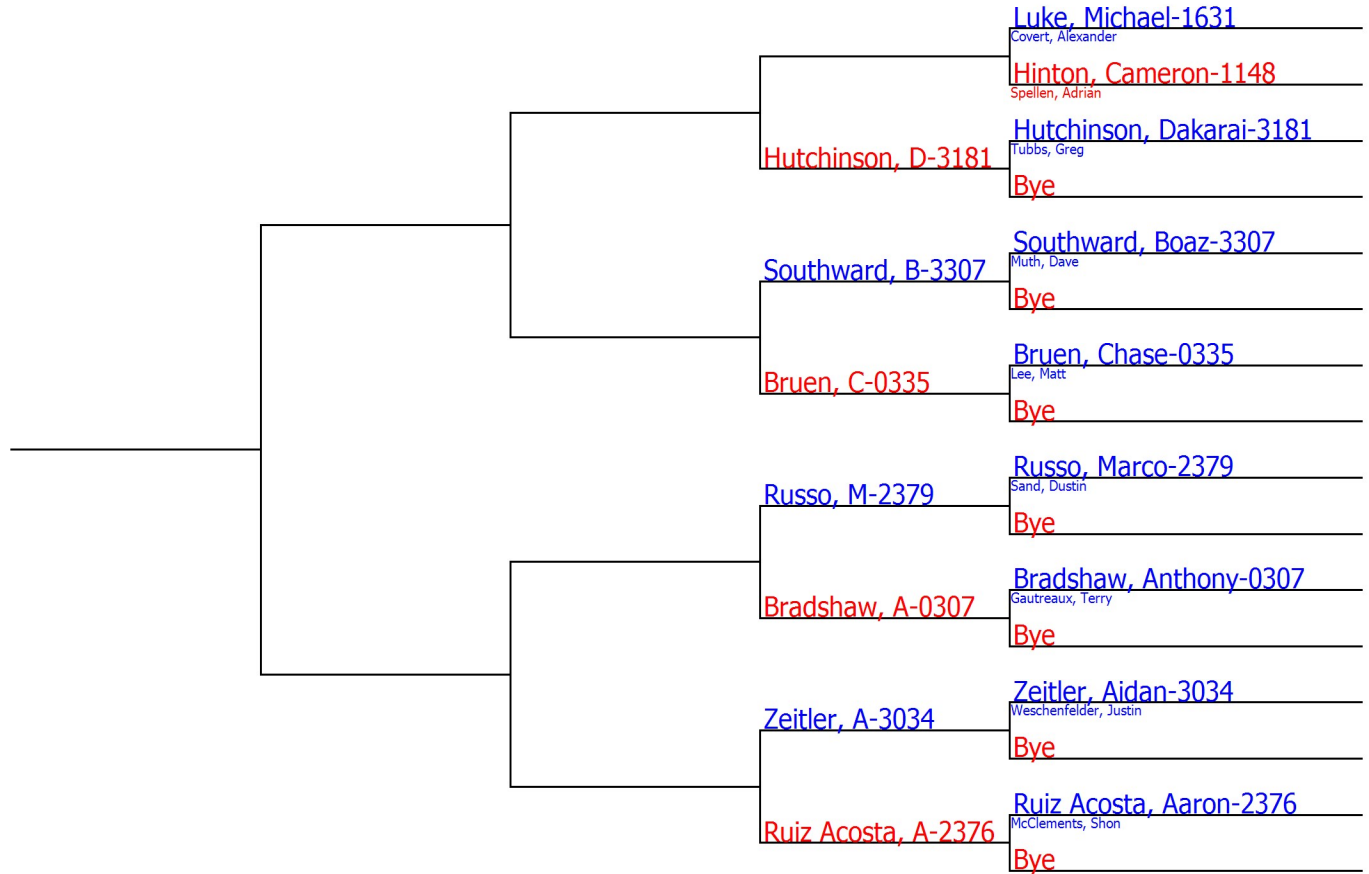 Luke, Michael-1631
Covert, Alexander
Hinton, Cameron-1148
Spellen, Adrian
Hutchinson, Dakarai-3181
Tubbs, Greg
Hutchinson, D-3181
Bye
Southward, Boaz-3307
Muth, Dave
Southward, B-3307
Bye
Bruen, Chase-0335
Lee, Matt
Bruen, C-0335
Bye
Russo, Marco-2379
Sand, Dustin
Russo, M-2379
Bye
Bradshaw, Anthony-0307
Gautreaux, Terry
Bradshaw, A-0307
Bye
Zeitler, Aidan-3034
Weschenfelder, Justin
Zeitler, A-3034
Bye
Ruiz Acosta, Aaron-2376
McClements, Shon
Ruiz Acosta, A-2376
Bye